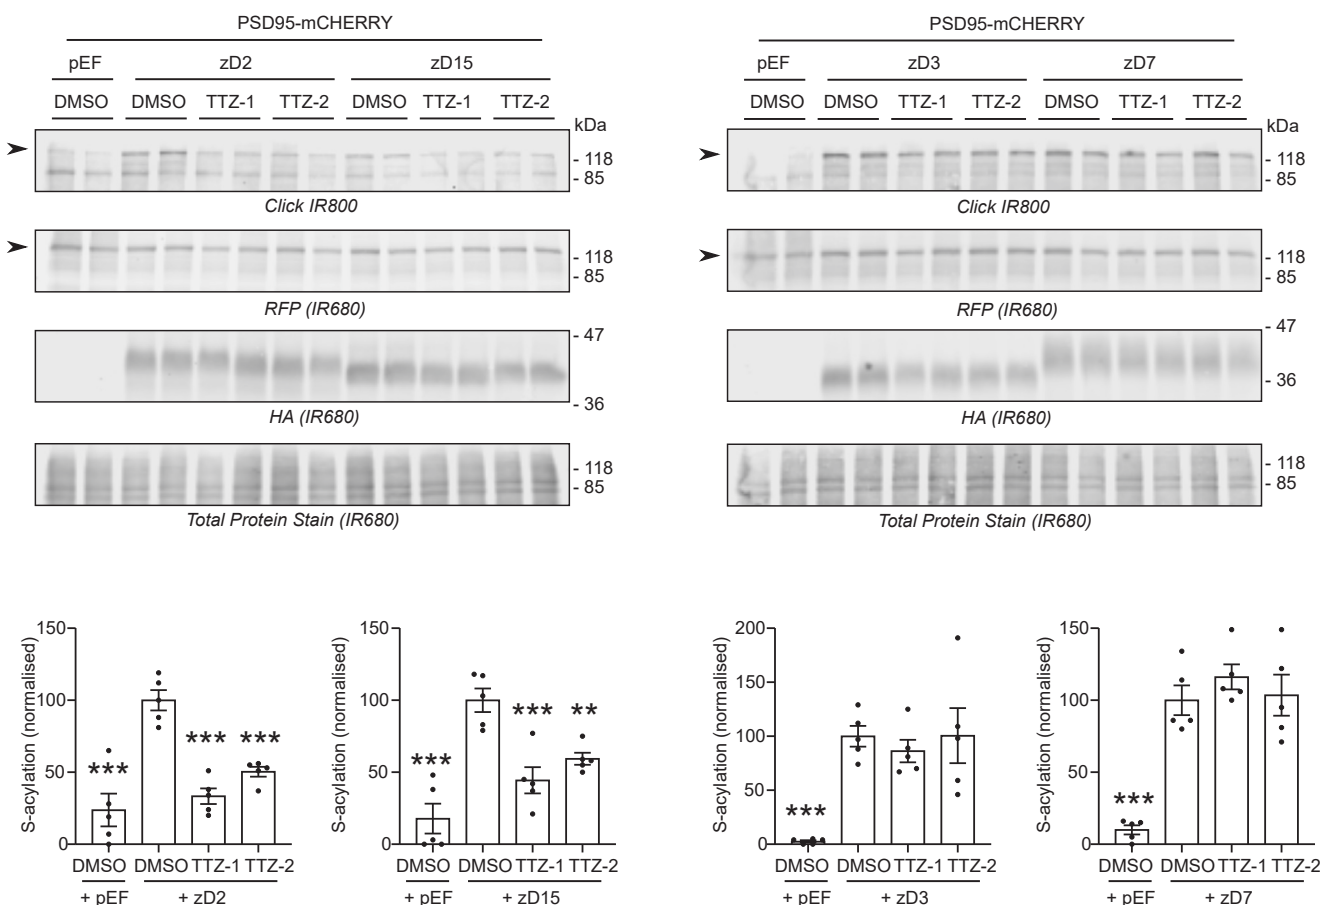 PSD95-mCHERRY
pEF zD2 zD15
DMSO DMSO TTZ-1 TTZ-2 DMSO TTZ-1 TTZ-2
kDa
- 118
- 85
Click IR800
- 118
- 85
RFP (IR680)
- 47
- 36
HA (IR680)
- 118
- 85
Total Protein Stain (IR680)
PSD95-mCHERRY
pEF zD3 zD7
DMSO DMSO TTZ-1 TTZ-2 DMSO TTZ-1 TTZ-2
kDa
- 118
- 85
Click IR800
- 118
- 85
RFP (IR680)
- 47
- 36
HA (IR680)
- 118
- 85
Total Protein Stain (IR680)
S-acylation (normalised)
150
100
50
0
*** *** ***
DMSO DMSO TTZ-1 TTZ-2
+ pEF + zD2
S-acylation (normalised)
150
100
50
0
*** *** **
DMSO DMSO TTZ-1 TTZ-2
+ pEF + zD15
S-acylation (normalised)
200
150
100
50
0
***
DMSO DMSO TTZ-1 TTZ-2
+ pEF + zD3
S-acylation (normalised)
150
100
50
0
***
DMSO DMSO TTZ-1 TTZ-2
+ pEF + zD7